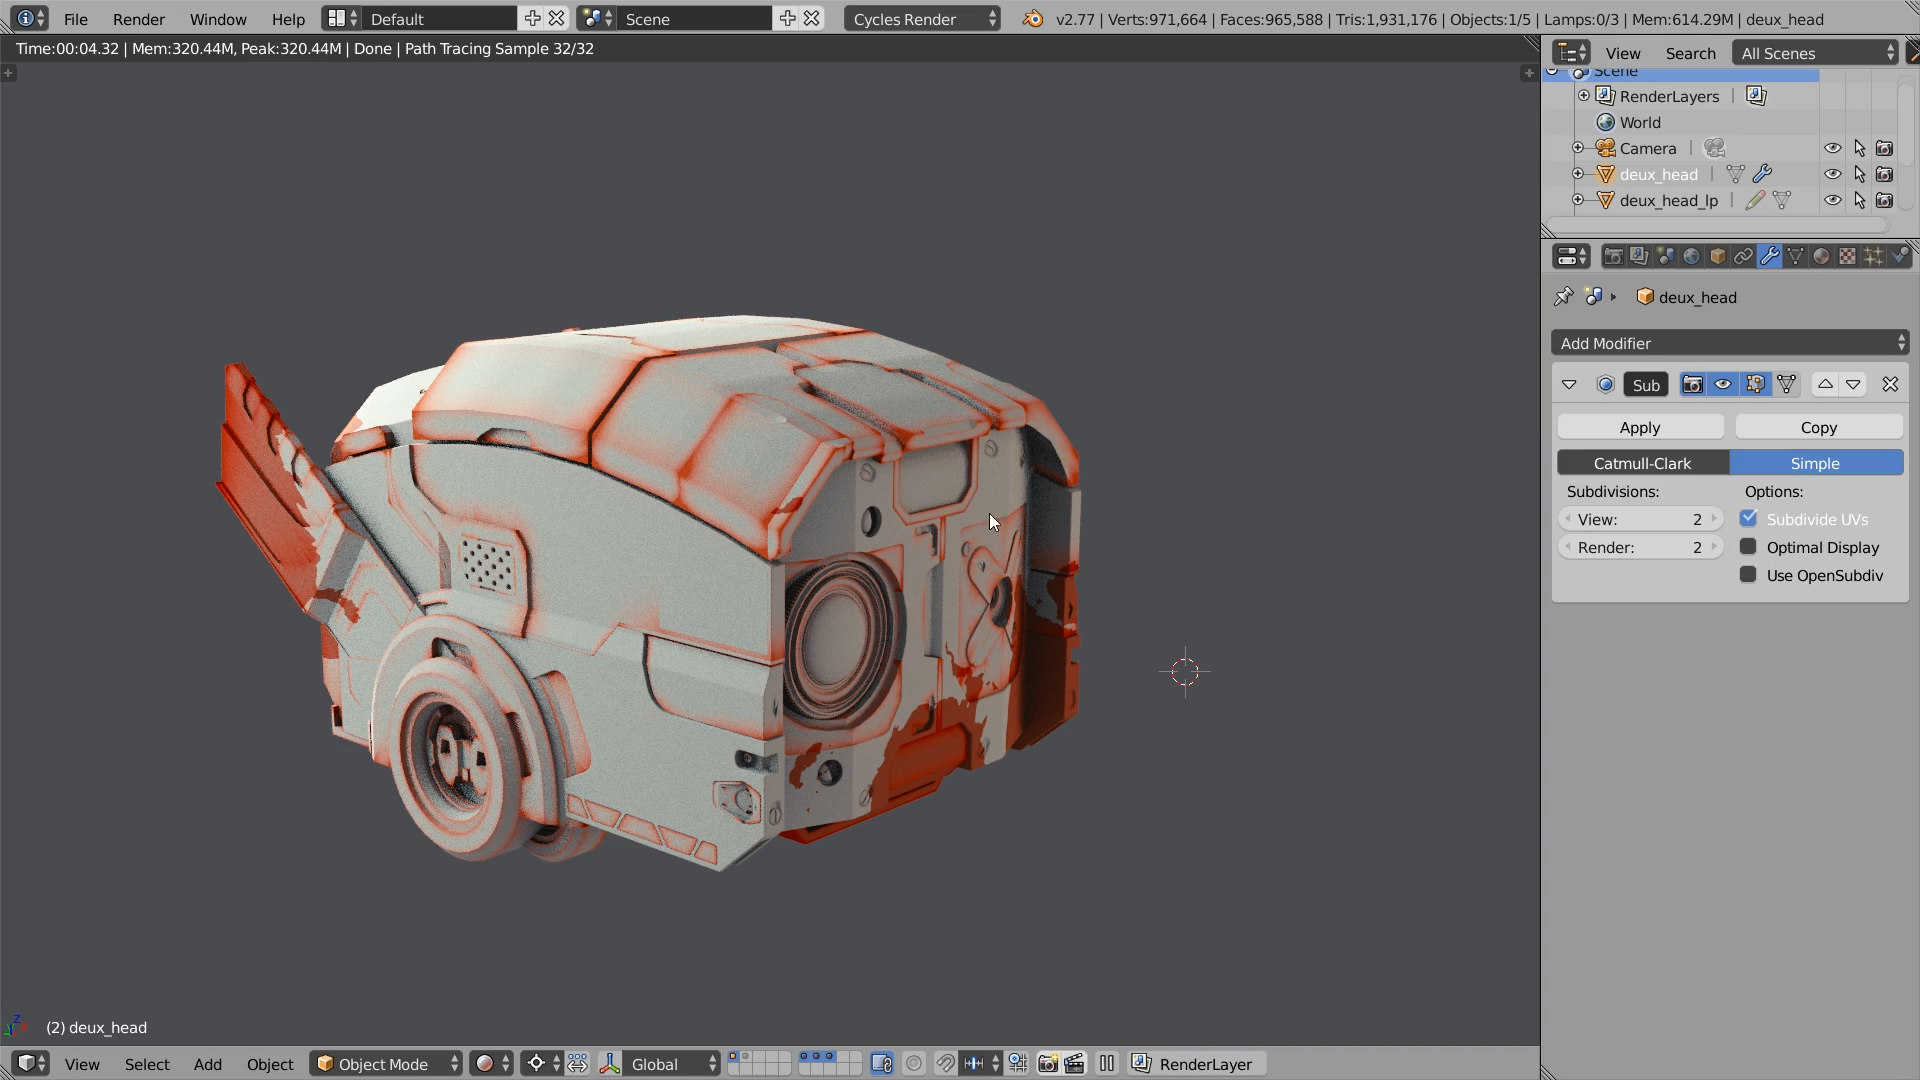 File Render Window Help Default Scene Cycles Render v2.77 | Verts:971,664 | Faces:965,588 | Tris:1,931,176 | Objects:1/5 | Lamps:0/3 | Mem:614.29M | deux_head
Time:00:04.32 | Mem:320.44M, Peak:320.44M | Done | Path Tracing Sample 32/32
View Search All Scenes
Scene
RenderLayers |
World
Camera |
deux_head |
deux_head_lp |
deux_head
Add Modifier
Sub
Apply Copy
Catmull-Clark Simple
Subdivisions: Options:
View: 2 Subdivide UVs
Render: 2 Optimal Display
Use OpenSubdiv
Z
(2) deux_head
View Select Add Object Object Mode Global RenderLayer